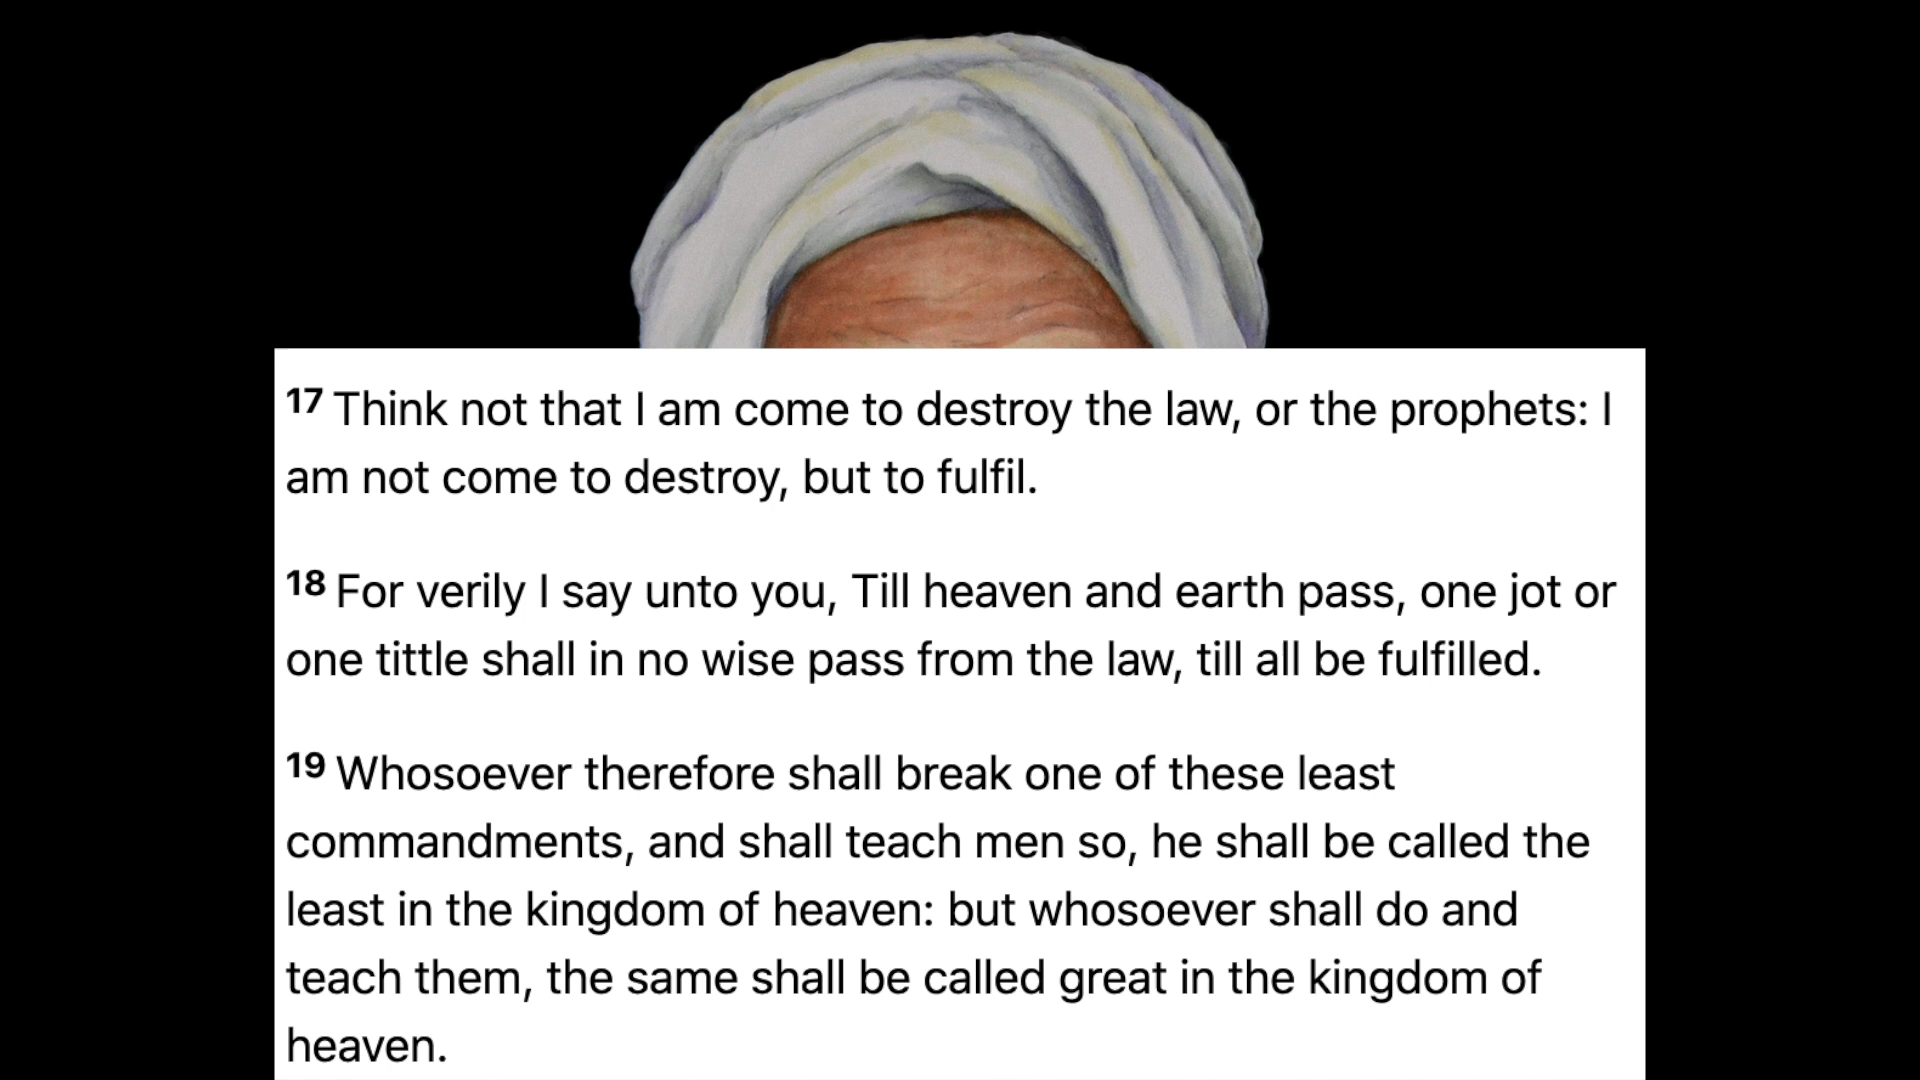 17 Think not that I am come to destroy the law, or the prophets: I
am not come to destroy, but to fulfil.
18 For verily I say unto you, Till heaven and earth pass, one jot or
one tittle shall in no wise pass from the law, till all be fulfilled.
19 Whosoever therefore shall break one of these least
commandments, and shall teach men so, he shall be called the
least in the kingdom of heaven: but whosoever shall do and
teach them, the same shall be called great in the kingdom of
heaven.